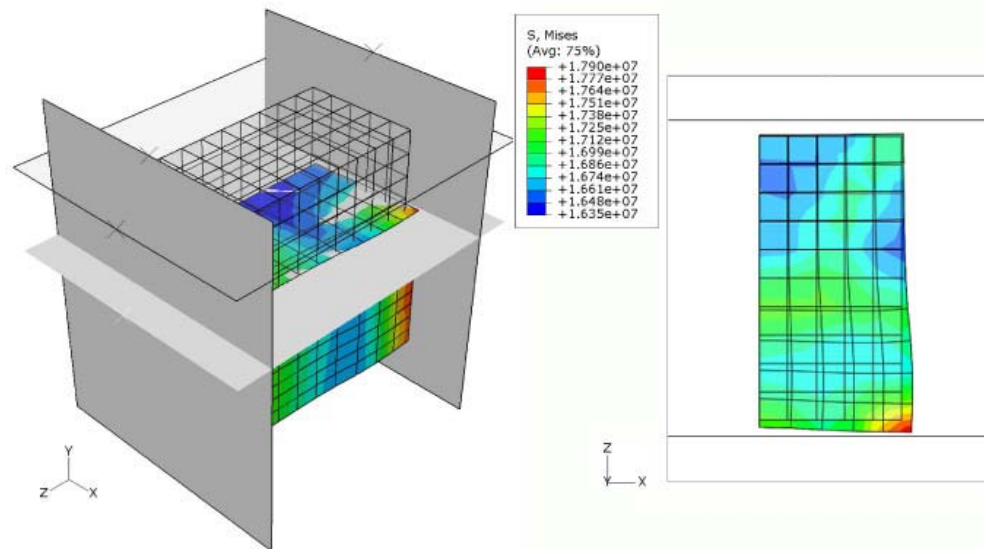 S, Mises
(Avg: 75%)
+1.790e+07
+1.777e+07
+1.764e+07
+1.751e+07
+1.738e+07
+1.725e+07
+1.712e+07
+1.699e+07
+1.686e+07
+1.674e+07
+1.661e+07
+1.648e+07
+1.635e+07
Y
Z
X
Z
Y
X